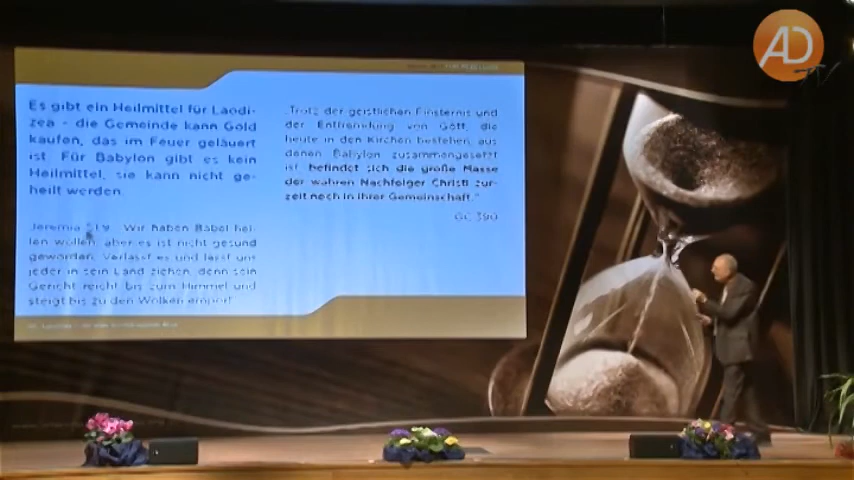 AD
TV
Es gibt ein Heilmittel für Laodi-
zea - die Gemeinde kann Gold
kaufen, das im Feuer geläutert
ist. Für Babylon gibt es kein
Heilmittel, sie kann nicht ge-
heilt werden.
Jeremia 51,9 Wir haben Babel hei-
len wollen, aber es ist nicht gesund
geworden. Verlasst es und lasst uns
jeder in sein Land ziehen, denn sein
Gericht reicht bis zum Himmel und
steigt bis zu den Wolken empor!
„Trotz der geistlichen Finsternis und
der Entfremdung von Gott, die
heute in den Kirchen bestehen, aus
denen Babylon zusammengesetzt
ist, befindet sich die große Masse
der wahren Nachfolger Christi zur-
zeit noch in ihrer Gemeinschaft."
GC 390